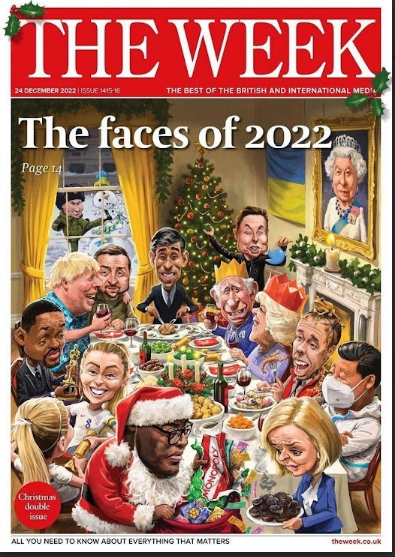 THE WEEK
24 DECEMBER 2022 | ISSUE 1415-16
THE BEST OF THE BRITISH AND INTERNATIONAL MEDIA
The faces of 2022
Page 14
MONOPOLY
Christmas
double
issue
ALL YOU NEED TO KNOW ABOUT EVERYTHING THAT MATTERS
theweek.co.uk